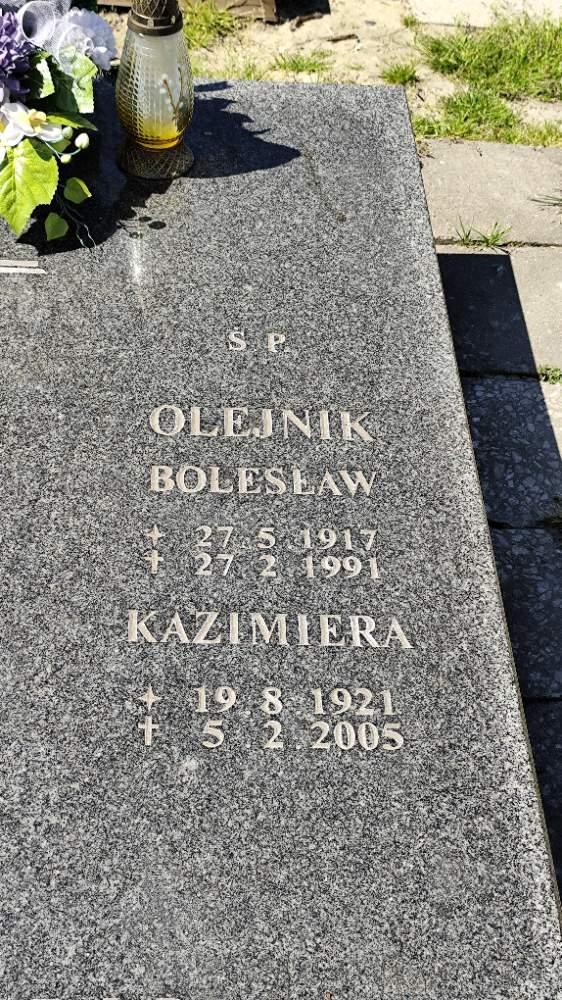 Ś P
OLEJNIK
BOLESŁAW
27 5 1917
27 2 1991
KAZIMIERA
19 8 1921
5 2 2005